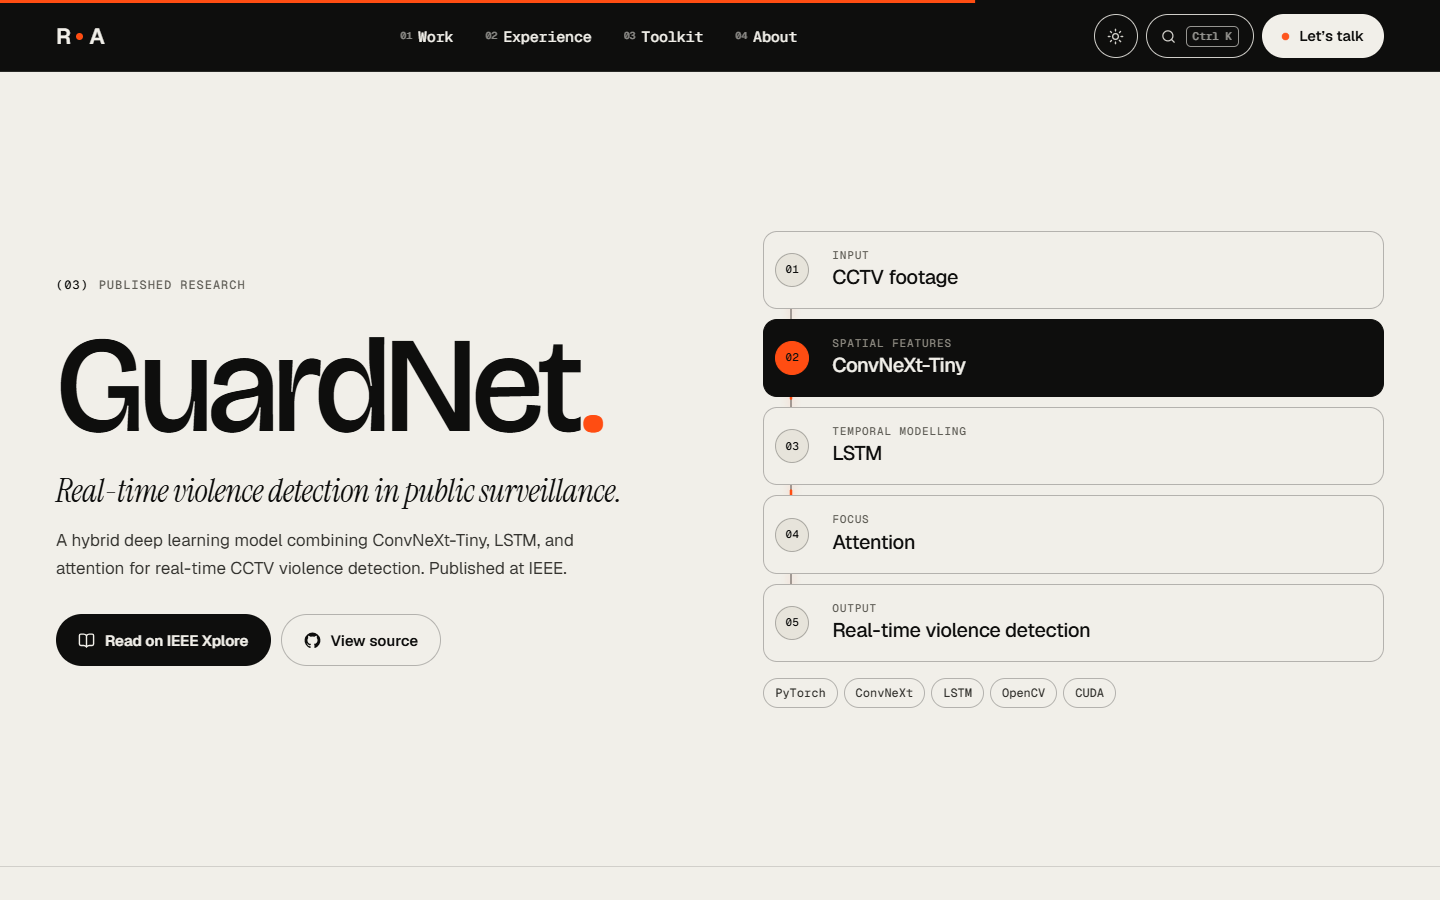 R•A
01 Work
02 Experience
03 Toolkit
04 About
Ctrl K
Let's talk
(03) PUBLISHED RESEARCH
GuardNet.
Real-time violence detection in public surveillance.
A hybrid deep learning model combining ConvNeXt-Tiny, LSTM, and
attention for real-time CCTV violence detection. Published at IEEE.
Read on IEEE Xplore
View source
01
INPUT
CCTV footage
02
SPATIAL FEATURES
ConvNeXt-Tiny
03
TEMPORAL MODELLING
LSTM
04
FOCUS
Attention
05
OUTPUT
Real-time violence detection
PyTorch
ConvNeXt
LSTM
OpenCV
CUDA